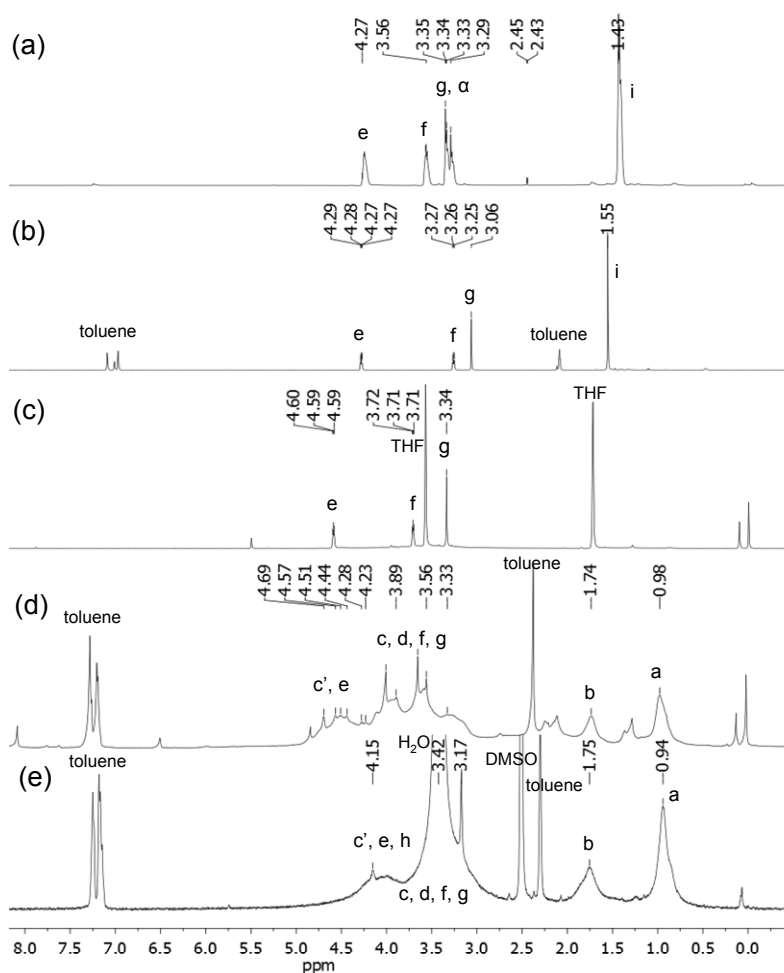 (a)
4.27 3.56 3.35 3.34 3.33 3.29 2.45 2.43 1.43
g, α
i
e f
(b)
4.29 4.28 4.27 4.27 3.27 3.26 3.25 3.06 1.55
i
g
toluene e f toluene
(c)
4.60 4.59 4.59 3.72 3.71 3.71 3.34
THF
THF g
e f
(d)
4.69 4.57 4.51 4.44 4.28 4.23 3.89 3.56 3.33 1.74 0.98
toluene
toluene
c, d, f, g
c’, e b a
(e)
toluene 4.15 H2O 3.42 3.17 DMSO 1.75 0.94
toluene
a
c’, e, h b
c, d, f, g
8.0 7.5 7.0 6.5 6.0 5.5 5.0 4.5 4.0 3.5 3.0 2.5 2.0 1.5 1.0 0.5 0.0
ppm